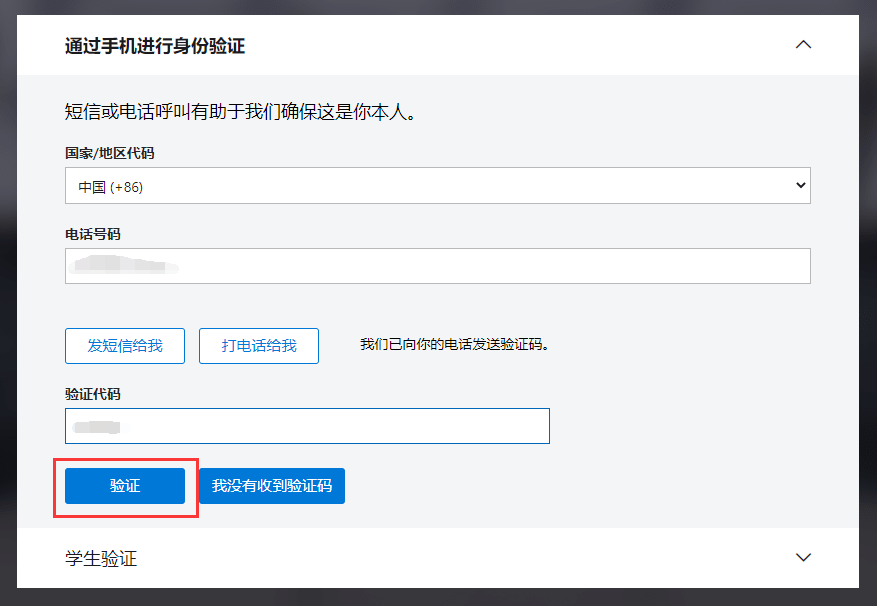 通过手机进行身份验证
短信或电话呼叫有助于我们确保这是你本人。
国家/地区代码
中国 (+86)
电话号码
发短信给我 打电话给我 我们已向你的电话发送验证码。
验证代码
验证 我没有收到验证码
学生验证